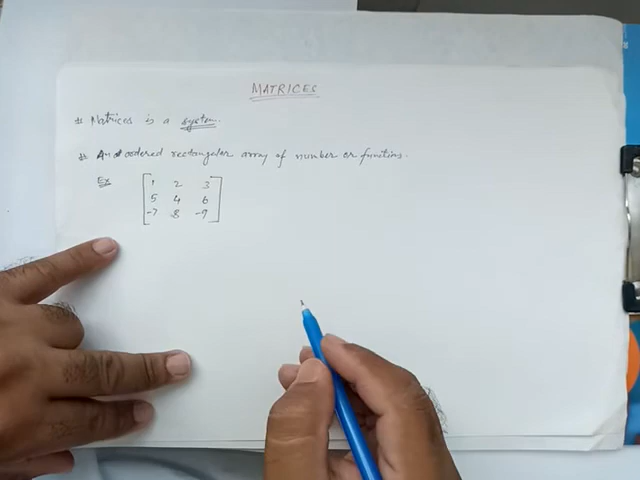 MATRICES
# Matrices is a system.
# An ordered rectangular array of number or functions.
Ex
1 2 3
5 4 6
-7 8 -9